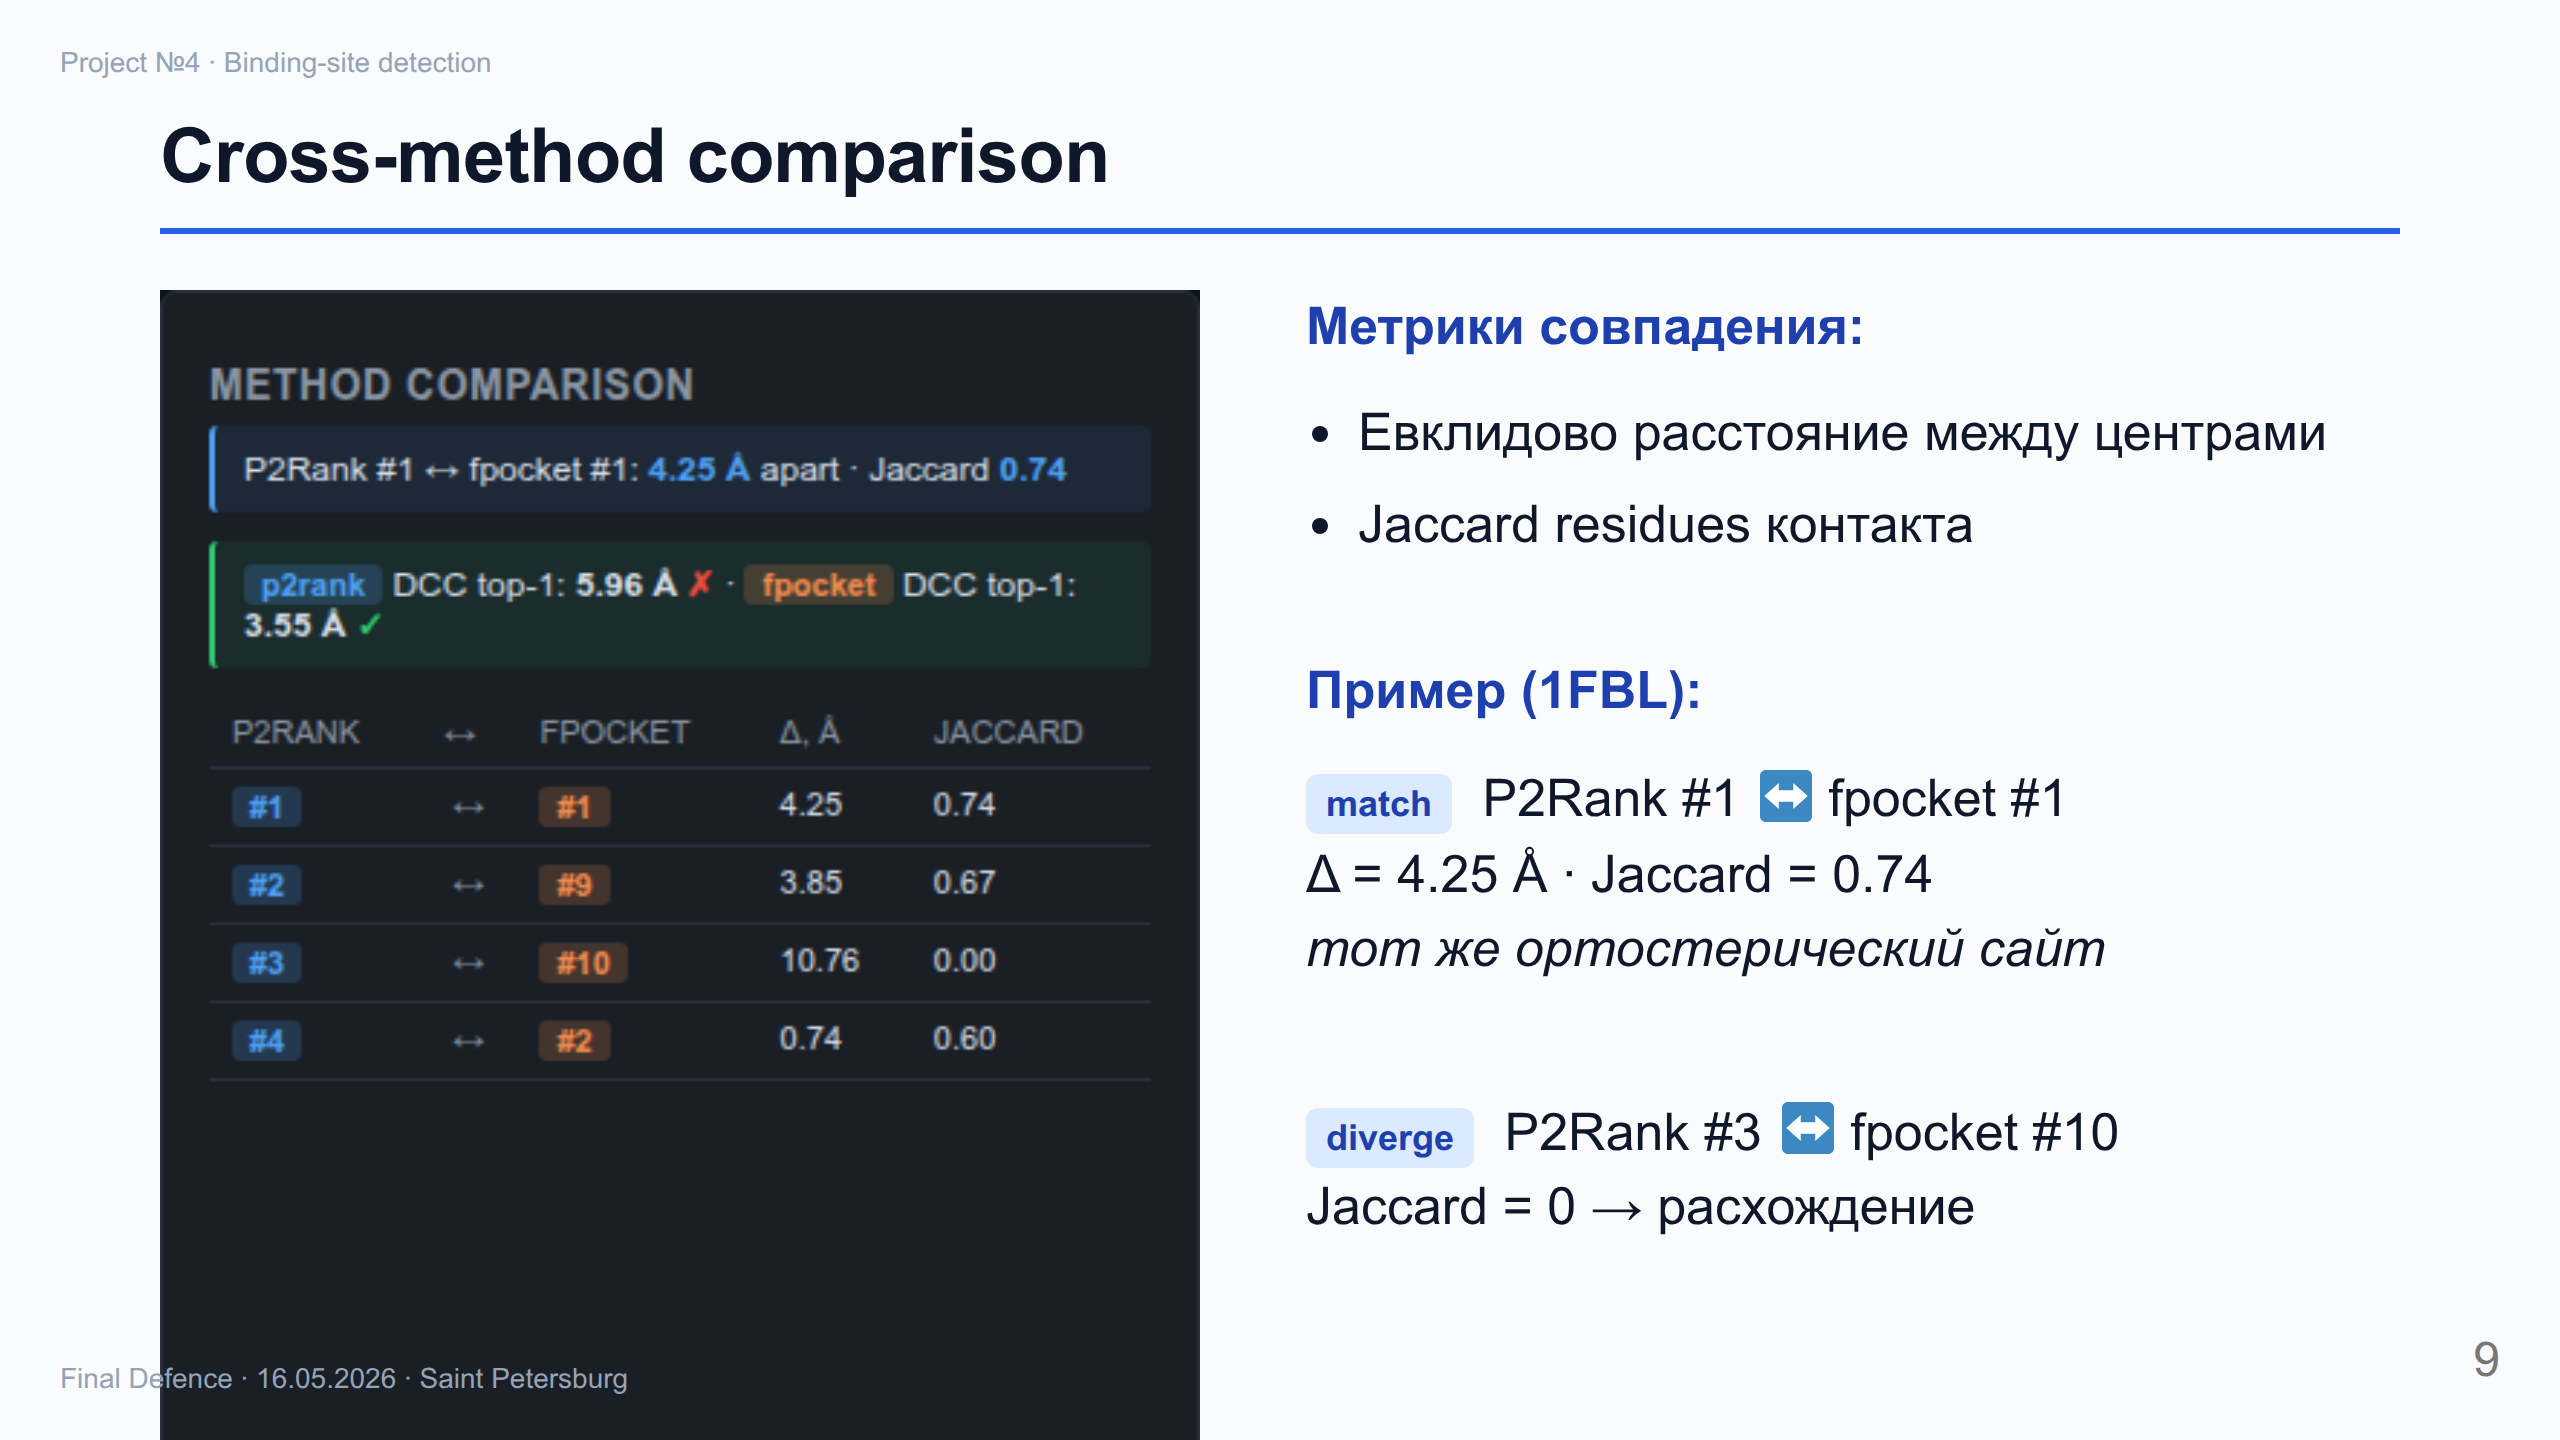 Project №4 · Binding-site detection
Cross-method comparison
METHOD COMPARISON
P2Rank #1 ↔ fpocket #1: 4.25 Å apart · Jaccard 0.74
p2rank DCC top-1: 5.96 Å ✗ · fpocket DCC top-1:
3.55 Å ✓
P2RANK ↔ FPOCKET Δ, Å JACCARD
#1 ↔ #1 4.25 0.74
#2 ↔ #9 3.85 0.67
#3 ↔ #10 10.76 0.00
#4 ↔ #2 0.74 0.60
Метрики совпадения:
• Евклидово расстояние между центрами
• Jaccard residues контакта
Пример (1FBL):
match P2Rank #1 ↔ fpocket #1
Δ = 4.25 Å · Jaccard = 0.74
тот же ортостерический сайт
diverge P2Rank #3 ↔ fpocket #10
Jaccard = 0 → расхождение
Final Defence · 16.05.2026 · Saint Petersburg
9